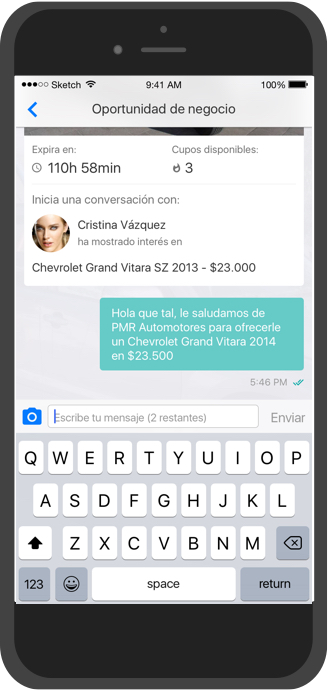 Sketch 9:41 AM 100%
Oportunidad de negocio
Expira en: Cupos disponibles:
110h 58min 3
Inicia una conversación con:
Cristina Vázquez
ha mostrado interés en
Chevrolet Grand Vitara SZ 2013 - $23.000
Hola que tal, le saludamos de
PMR Automotores para ofrecerle
un Chevrolet Grand Vitara 2014
en $23.500
5:46 PM
Escribe tu mensaje (2 restantes) Enviar
Q W E R T Y U I O P
A S D F G H J K L
Z X C V B N M
123 space return